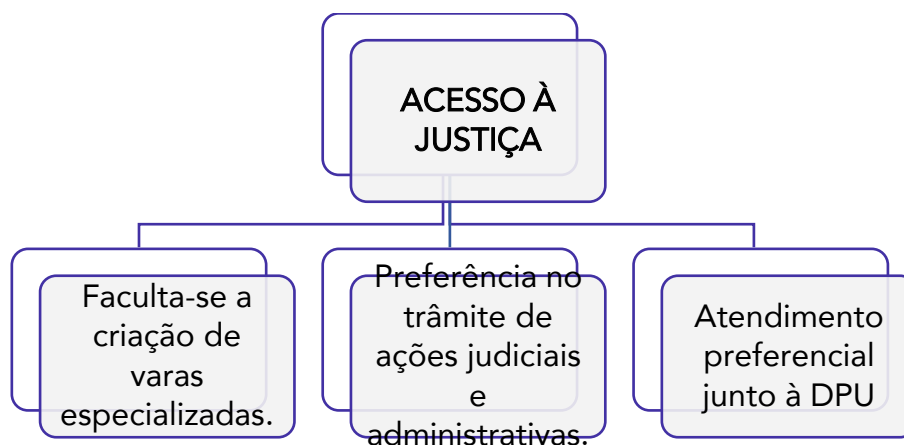 ACESSO À
JUSTIÇA
Faculta-se a
criação de
varas
especializadas.
Preferência no
trâmite de
ações judiciais
e
administrativas.
Atendimento
preferencial
junto à DPU